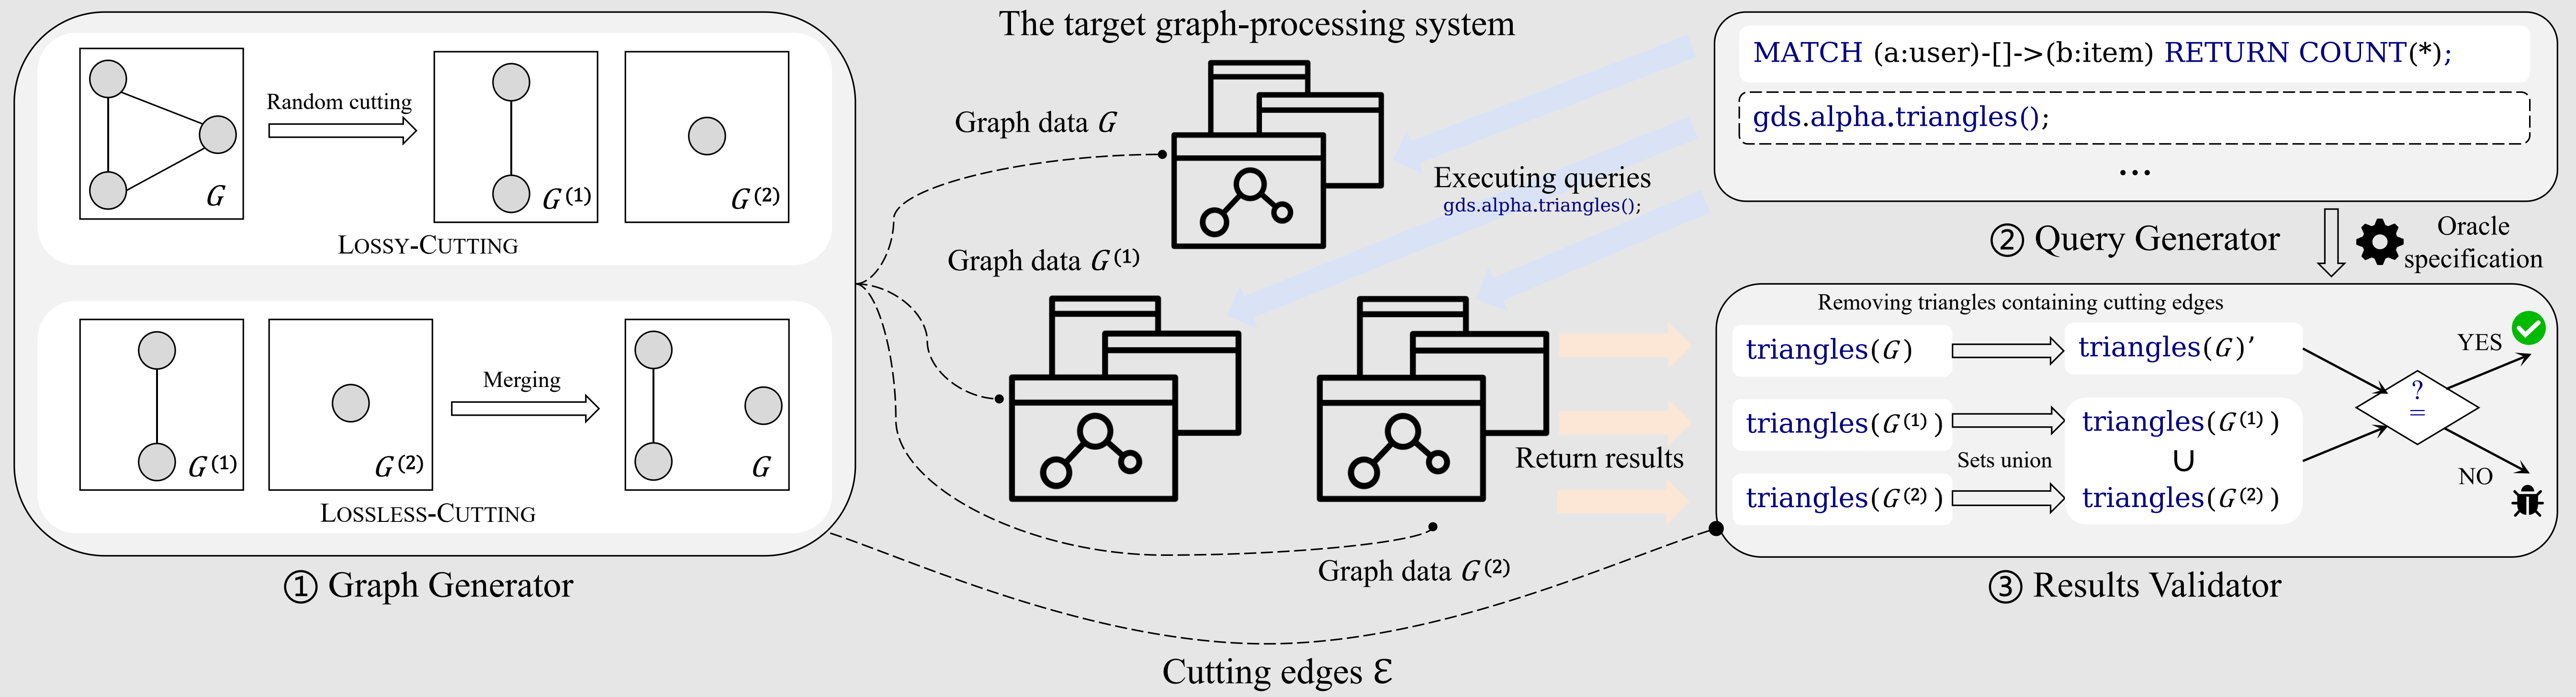 The target graph-processing system
Random cutting
G
G(1)
G(2)
LOSSY-CUTTING
G(1)
G(2)
Merging
G
LOSSLESS-CUTTING
① Graph Generator
Graph data G
Graph data G(1)
Graph data G(2)
Executing queries
gds.alpha.triangles();
Return results
Cutting edges ℇ
MATCH (a:user)-[]->(b:item) RETURN COUNT(*);
gds.alpha.triangles();
...
② Query Generator
Oracle
specification
Removing triangles containing cutting edges
triangles(G)
triangles(G)’
triangles(G(1))
triangles(G(1))
Sets union
∪
triangles(G(2))
triangles(G(2))
?
=
YES
NO
③ Results Validator